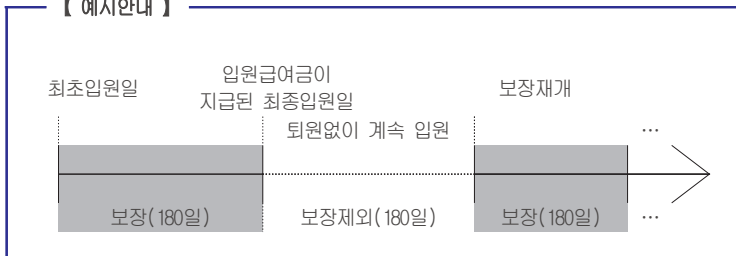 【 예시안내 】
최초입원일
입원급여금이
지급된 최종입원일
보장재개
퇴원없이 계속 입원
…
보장(180일)
보장제외(180일)
보장(180일)
…